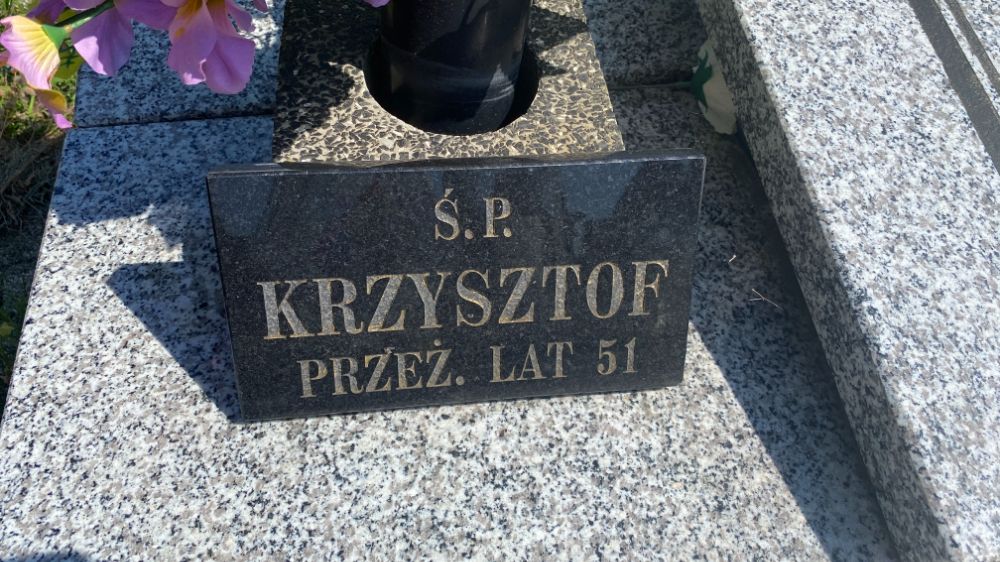 Ś.P.
KRZYSZTOF
PRZEŻ. LAT 51